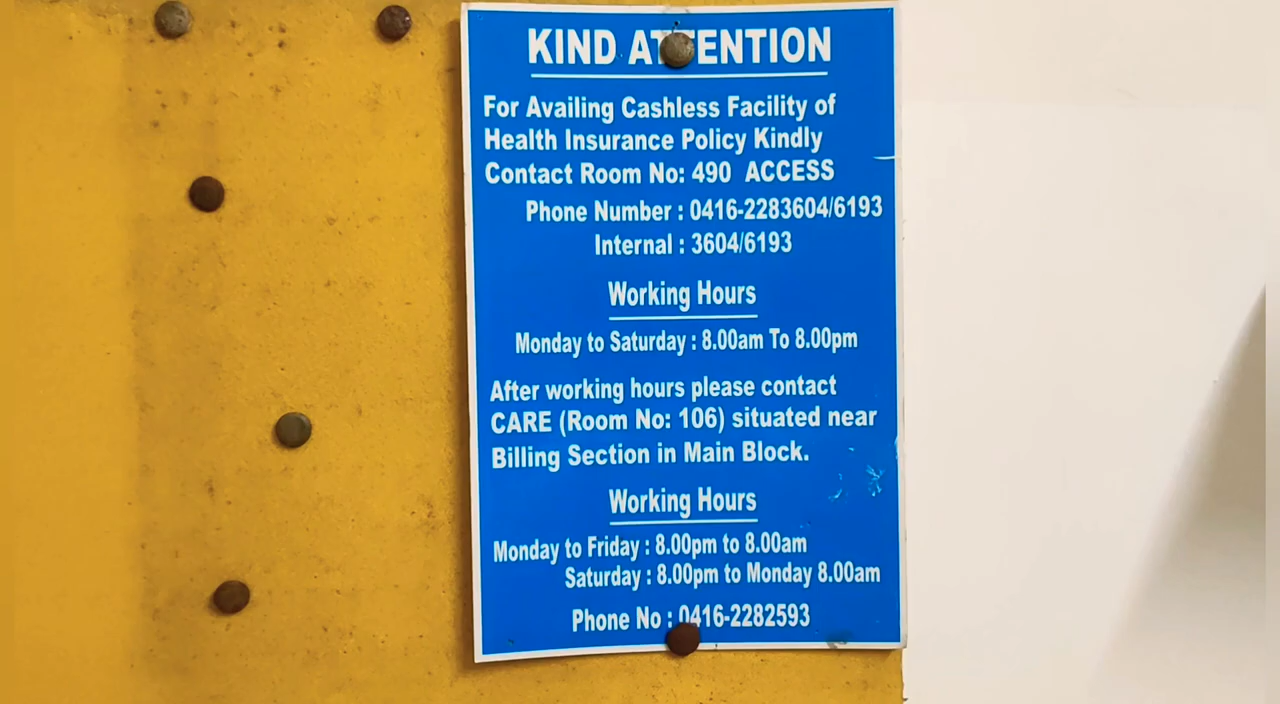 KIND ATTENTION
For Availing Cashless Facility of
Health Insurance Policy Kindly
Contact Room No: 490 ACCESS
Phone Number : 0416-2283604/6193
Internal : 3604/6193
Working Hours
Monday to Saturday : 8.00am To 8.00pm
After working hours please contact
CARE (Room No: 106) situated near
Billing Section in Main Block.
Working Hours
Monday to Friday : 8.00pm to 8.00am
Saturday : 8.00pm to Monday 8.00am
Phone No : 0416-2282593